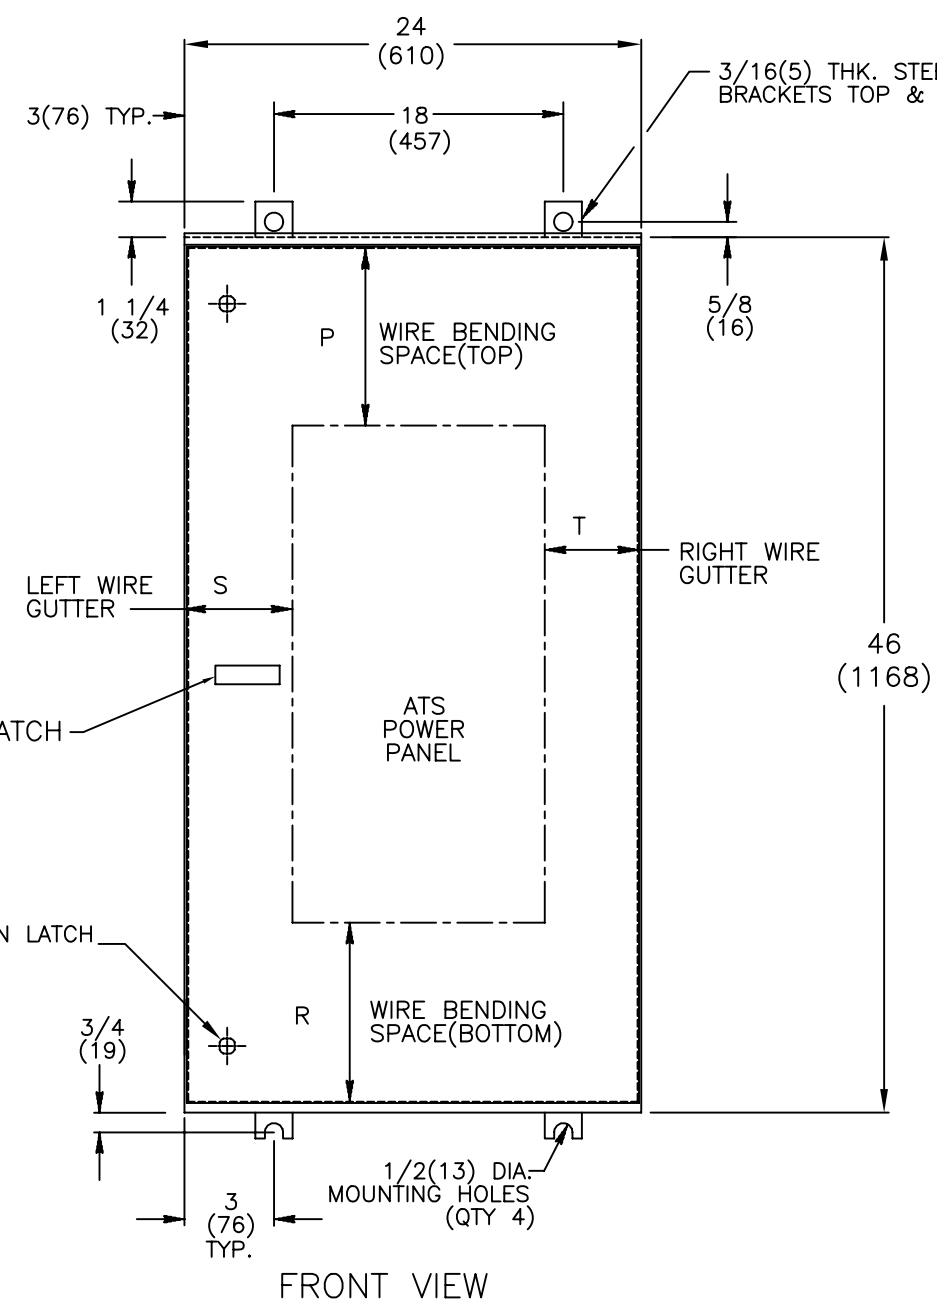 24
(610)
3/16(5) THK.
BRACKETS TOP &
3(76) TYP.
18
(457)
1 1/4
(32)
5/8
(16)
P
WIRE BENDING
SPACE(TOP)
T
RIGHT WIRE
GUTTER
LEFT WIRE
GUTTER
S
46
(1168)
ATS
POWER
PANEL
LATCH
R
WIRE BENDING
SPACE(BOTTOM)
3/4
(19)
1/2(13) DIA.
MOUNTING HOLES
(QTY 4)
3
(76)
TYP.
FRONT VIEW